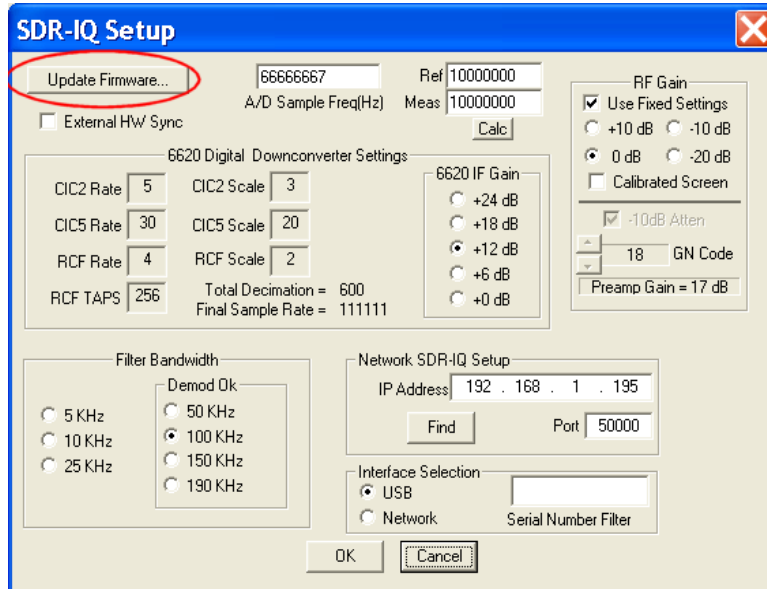 SDR-IQ Setup
Update Firmware...
66666667
A/D Sample Freq(Hz)
Ref 10000000
Meas 10000000
Calc
External HW Sync
RF Gain
Use Fixed Settings
+10 dB -10 dB
0 dB -20 dB
Calibrated Screen
-10dB Atten
18 GN Code
Preamp Gain = 17 dB
6620 Digital Downconverter Settings
CIC2 Rate 5 CIC2 Scale 3
CIC5 Rate 30 CIC5 Scale 20
RCF Rate 4 RCF Scale 2
RCF TAPS 256
Total Decimation = 600
Final Sample Rate = 111111
6620 IF Gain
+24 dB
+18 dB
+12 dB
+6 dB
+0 dB
Filter Bandwidth
5 KHz
10 KHz
25 KHz
Demod Ok
50 KHz
100 KHz
150 KHz
190 KHz
Network SDR-IQ Setup
IP Address 192 . 168 . 1 . 195
Find
Port 50000
Interface Selection
USB
Network
Serial Number Filter
OK
Cancel